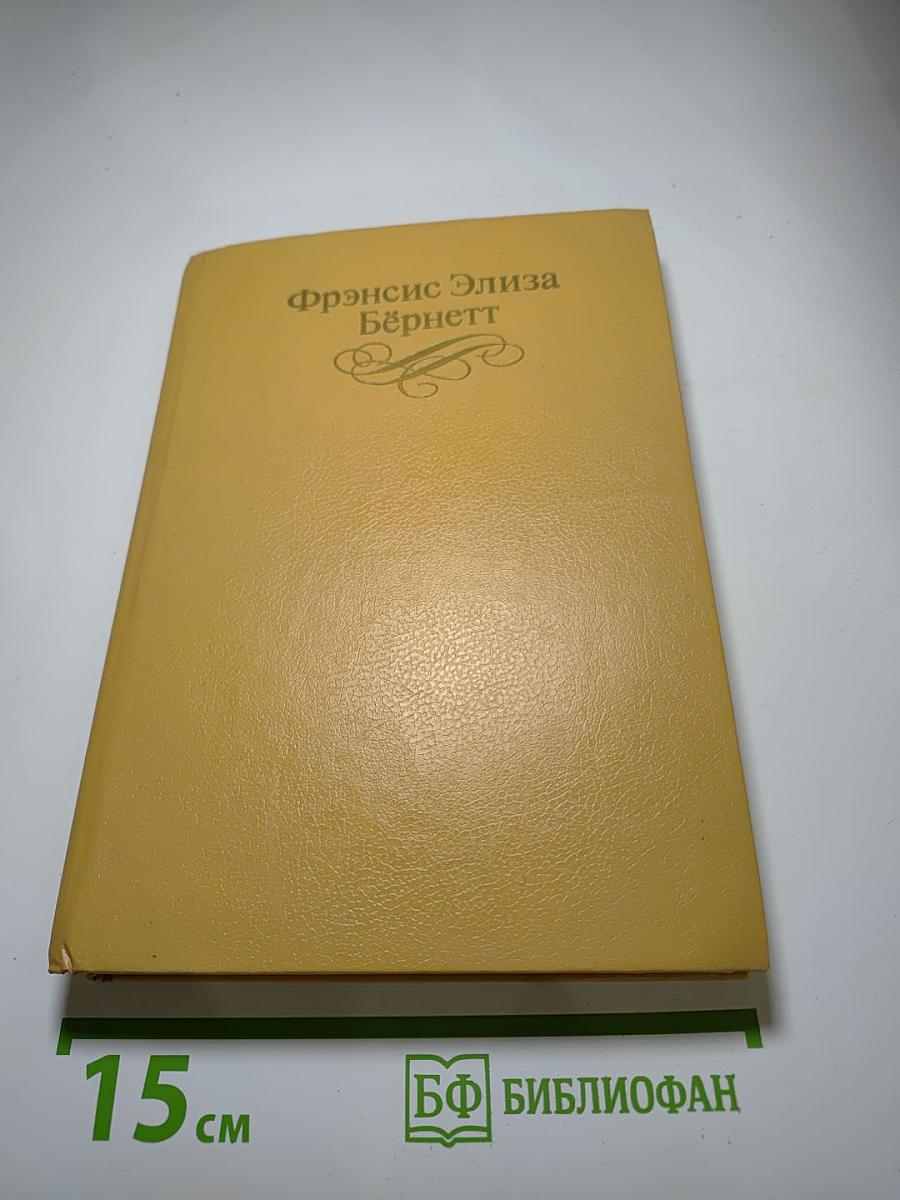 Фрэнсис Элиза
Бёрнетт
15 см
БФ БИБЛИОФАН